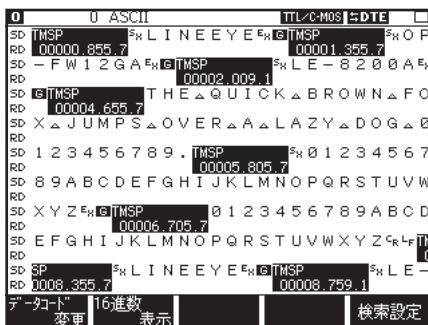 0 0 ASCII TTL/C-MOS DTE
SD TMSP SX L I N E E Y E EX G TMSP SX O P
RD 00000.855.7 00001.355.7
SD - F W 1 2 G A EX G TMSP SX L E - 8 2 0 0 A EX
RD 00002.009.1
SD G TMSP T H E △ Q U I C K △ B R O W N △ F O
RD 00004.655.7
SD X △ J U M P S △ O V E R △ A △ L A Z Y △ D O G △ 0
RD
SD 1 2 3 4 5 6 7 8 9 . TMSP SX 0 1 2 3 4 5 6 7
RD 00005.805.7
SD 8 9 A B C D E F G H I J K L M N O P Q R S T U V W
RD
SD X Y Z EX G TMSP 0 1 2 3 4 5 6 7 8 9 A B C D
RD 00006.705.7
SD E F G H I J K L M N O P Q R S T U V W X Y Z CR LF
RD
SD SP SX L I N E E Y E EX G TMSP SX L E -
RD 0008.355.7 00008.759.1
ﾃﾞｰﾀｺｰﾄﾞ 16進数
変更 表示 検索設定